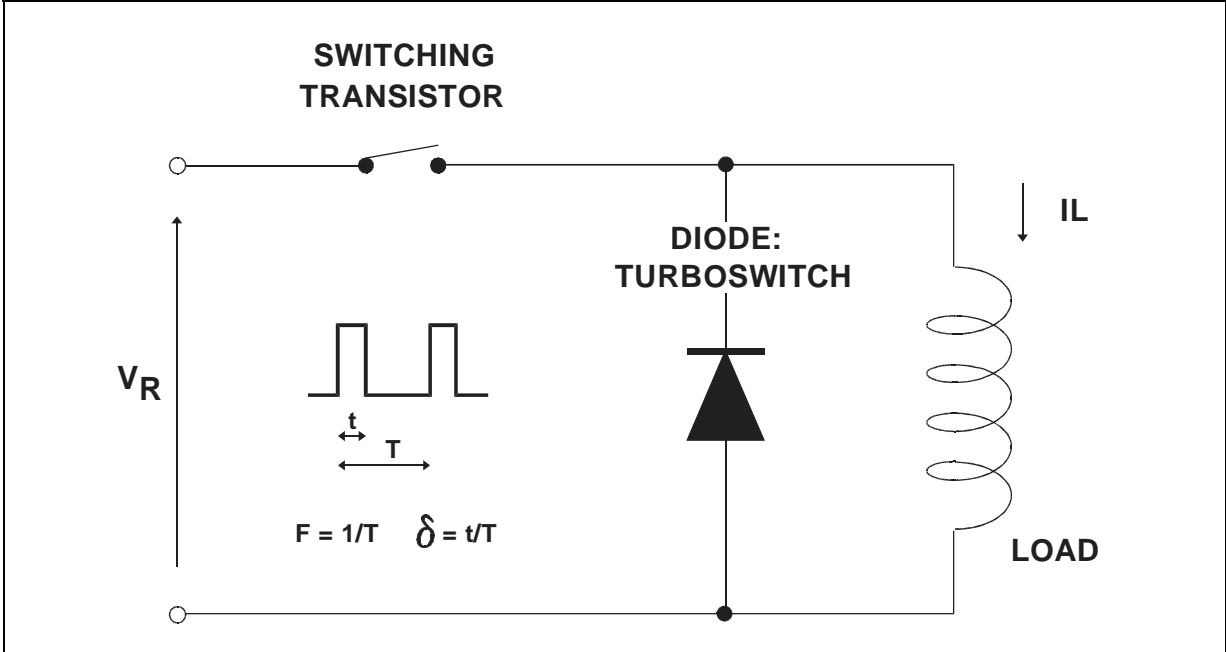 SWITCHING
TRANSISTOR
IL
DIODE:
TURBOSWITCH
VR
t
T
F = 1/T δ = t/T
LOAD